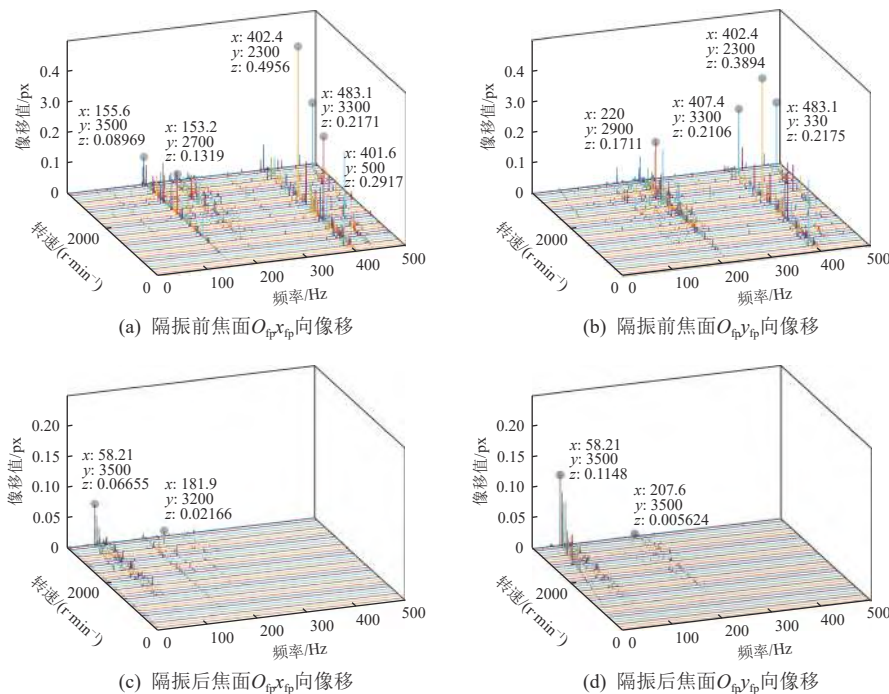 x: 402.4
y: 2300
z: 0.4956
x: 483.1
y: 3300
z: 0.2171
x: 155.6
y: 3500
z: 0.08969
x: 153.2
y: 2700
z: 0.1319
x: 401.6
y: 500
z: 0.2917
像移值/px
0.4
3.0
0.2
0.1
0
转速/(r·min⁻¹)
2000
0
0
100
200
300
400
500
频率/Hz
(a) 隔振前焦面O_fp x_fp向像移
x: 402.4
y: 2300
z: 0.3894
x: 220
y: 2900
z: 0.1711
x: 407.4
y: 3300
z: 0.2106
x: 483.1
y: 330
z: 0.2175
像移值/px
0.4
3.0
0.2
0.1
0
转速/(r·min⁻¹)
2000
0
0
100
200
300
400
500
频率/Hz
(b) 隔振前焦面O_fp y_fp向像移
x: 58.21
y: 3500
z: 0.06655
x: 181.9
y: 3200
z: 0.02166
像移值/px
0.20
0.15
0.10
0.05
0
转速/(r·min⁻¹)
2000
0
0
100
200
300
400
500
频率/Hz
(c) 隔振后焦面O_fp x_fp向像移
x: 58.21
y: 3500
z: 0.1148
x: 207.6
y: 3500
z: 0.005624
像移值/px
0.20
0.15
0.10
0.05
0
转速/(r·min⁻¹)
2000
0
0
100
200
300
400
500
频率/Hz
(d) 隔振后焦面O_fp y_fp向像移